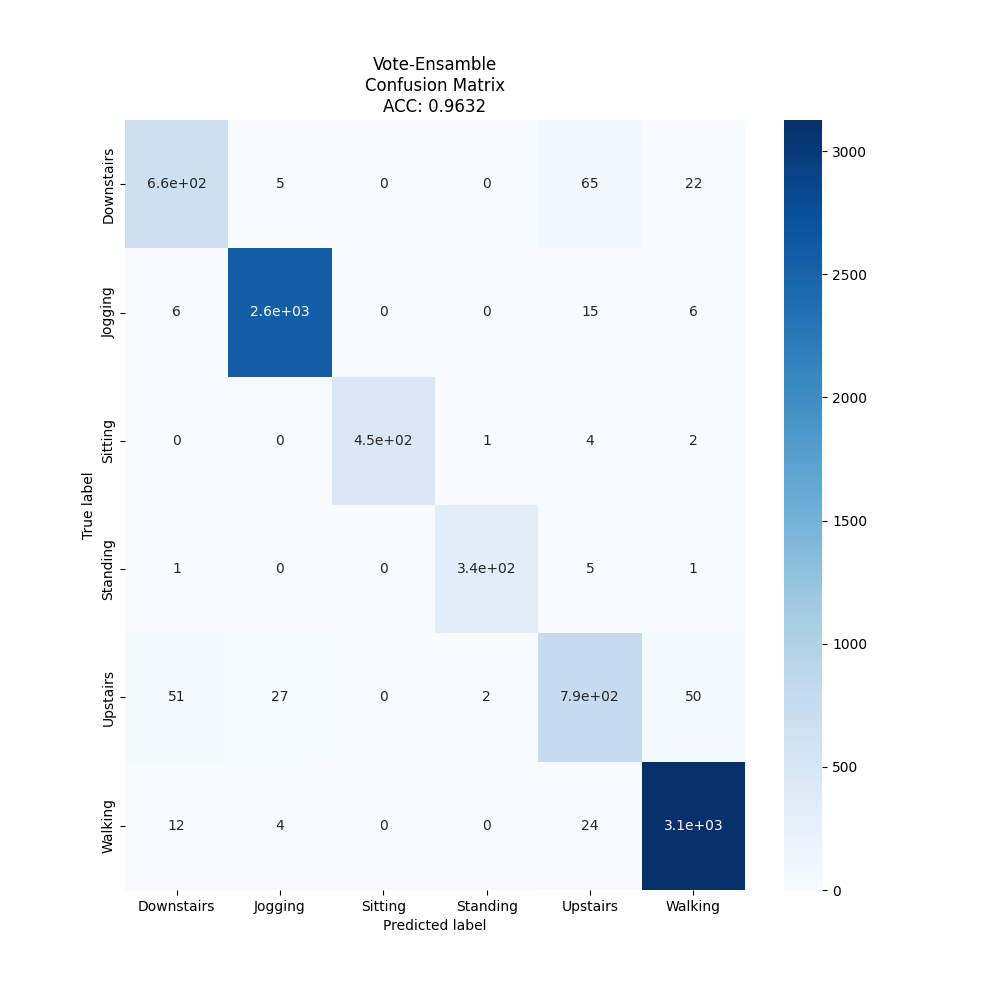 Vote-Ensamble
Confusion Matrix
ACC: 0.9632
Downstairs 6.6e+02 5 0 0 65 22
Jogging 6 2.6e+03 0 0 15 6
Sitting 0 0 4.5e+02 1 4 2
Standing 1 0 0 3.4e+02 5 1
Upstairs 51 27 0 2 7.9e+02 50
Walking 12 4 0 0 24 3.1e+03
True label
Downstairs Jogging Sitting Standing Upstairs Walking
Predicted label
3000
2500
2000
1500
1000
500
0